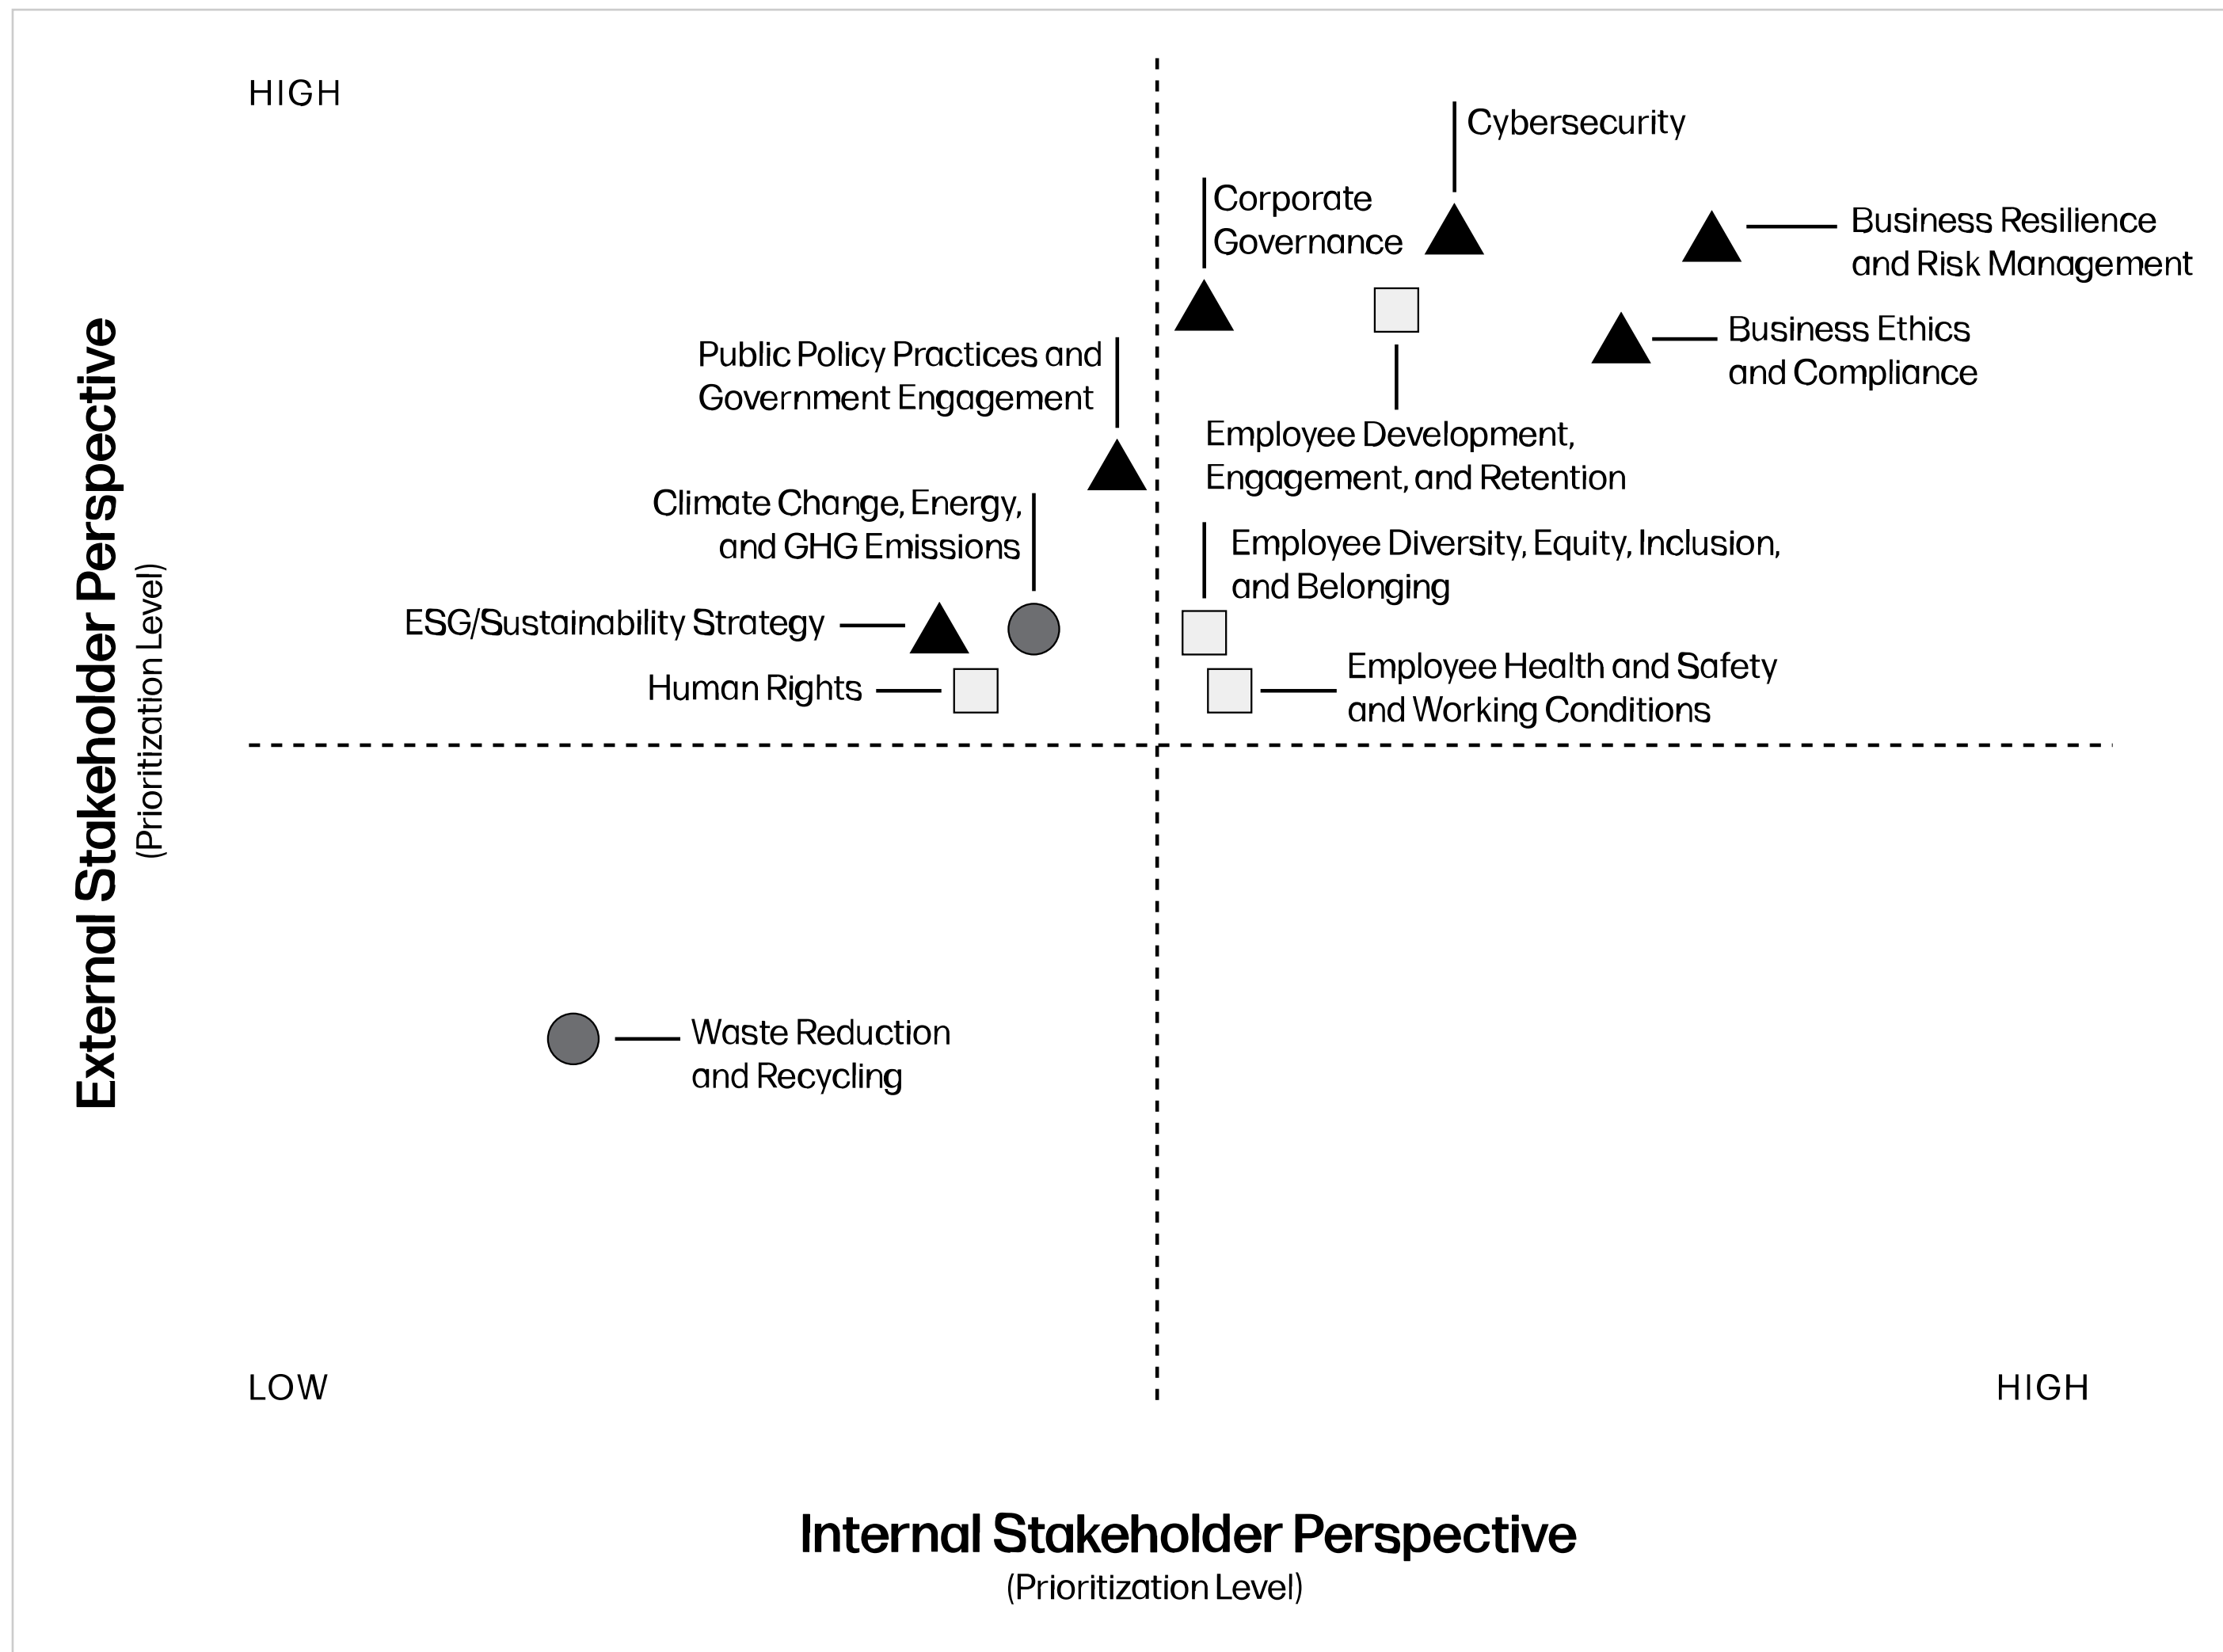 HIGH
Cybersecurity
Corporate
Governance
Business Resilience
and Risk Management
Business Ethics
and Compliance
Public Policy Practices and
Government Engagement
Employee Development,
Engagement, and Retention
Climate Change, Energy,
and GHG Emissions
Employee Diversity, Equity, Inclusion,
and Belonging
ESG/Sustainability Strategy
Human Rights
Employee Health and Safety
and Working Conditions
External Stakeholder Perspective
(Prioritization Level)
Waste Reduction
and Recycling
LOW
HIGH
Internal Stakeholder Perspective
(Prioritization Level)